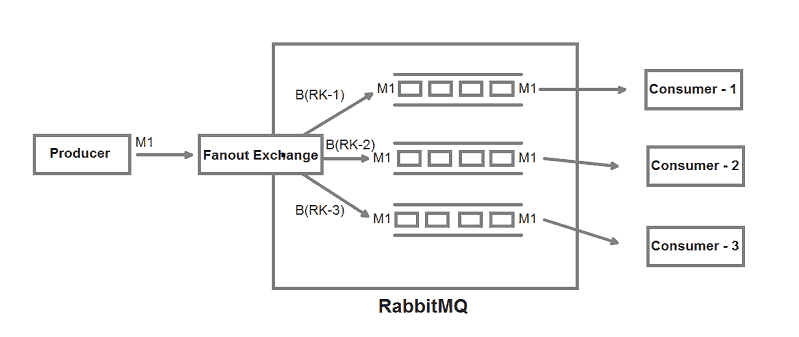 B(RK-1)
M1
M1
Consumer - 1
Producer
M1
Fanout Exchange
B(RK-2)
M1
M1
Consumer - 2
B(RK-3)
M1
M1
Consumer - 3
RabbitMQ